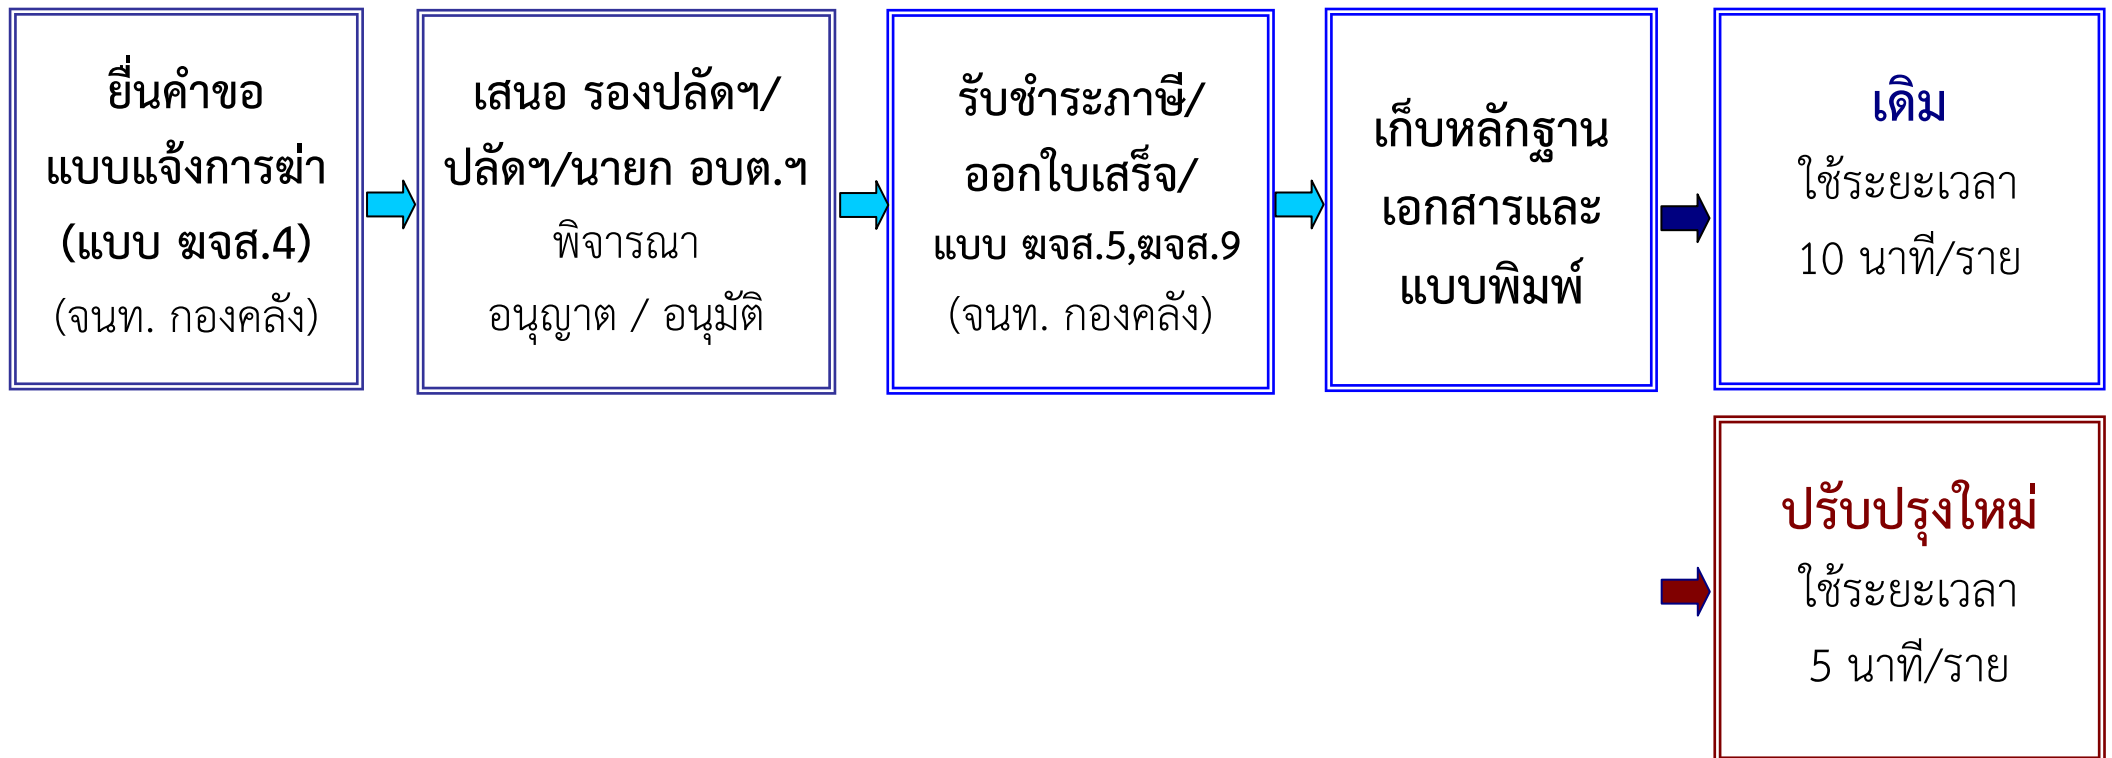 ยื่นคำขอ
แบบแจ้งการฆ่า
(แบบ ฆจส.4)
(จนท. กองคลัง)
เสนอ รองปลัดฯ/
ปลัดฯ/นายก อบต.ฯ
พิจารณา
อนุญาต / อนุมัติ
รับชำระภาษี/
ออกใบเสร็จ/
แบบ ฆจส.5,ฆจส.9
(จนท. กองคลัง)
เก็บหลักฐาน
เอกสารและ
แบบพิมพ์
เดิม
ใช้ระยะเวลา
10 นาที/ราย
ปรับปรุงใหม่
ใช้ระยะเวลา
5 นาที/ราย